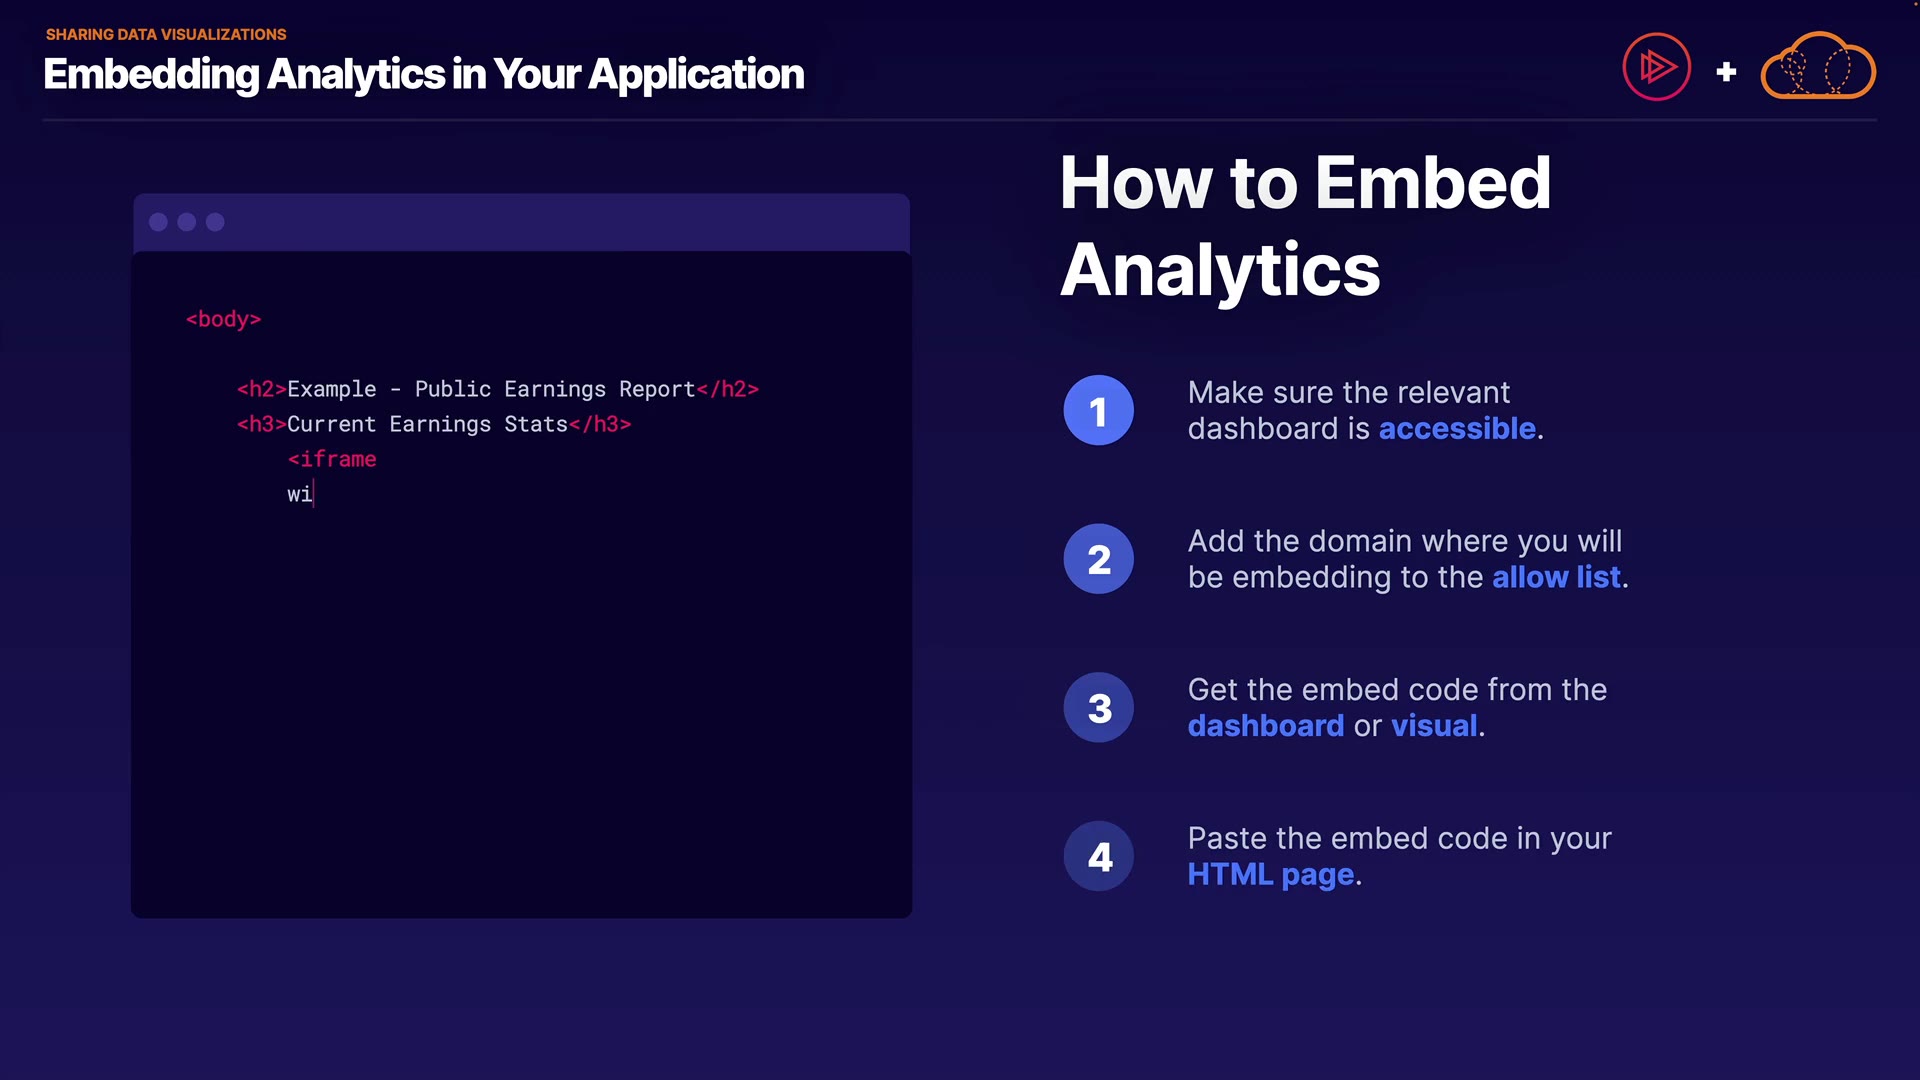 SHARING DATA VISUALIZATIONS
Embedding Analytics in Your Application
+
<body>
<h2>Example - Public Earnings Report</h2>
<h3>Current Earnings Stats</h3>
<iframe
wi
How to Embed
Analytics
1
Make sure the relevant
dashboard is accessible.
2
Add the domain where you will
be embedding to the allow list.
3
Get the embed code from the
dashboard or visual.
4
Paste the embed code in your
HTML page.